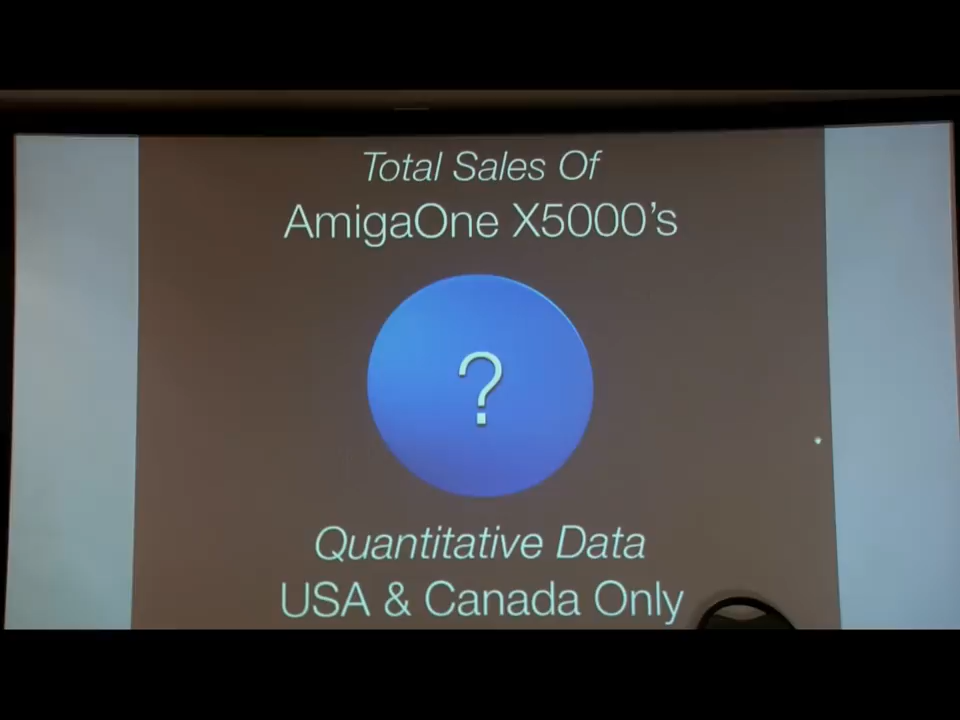 Total Sales Of
AmigaOne X5000's
?
Quantitative Data
USA & Canada Only